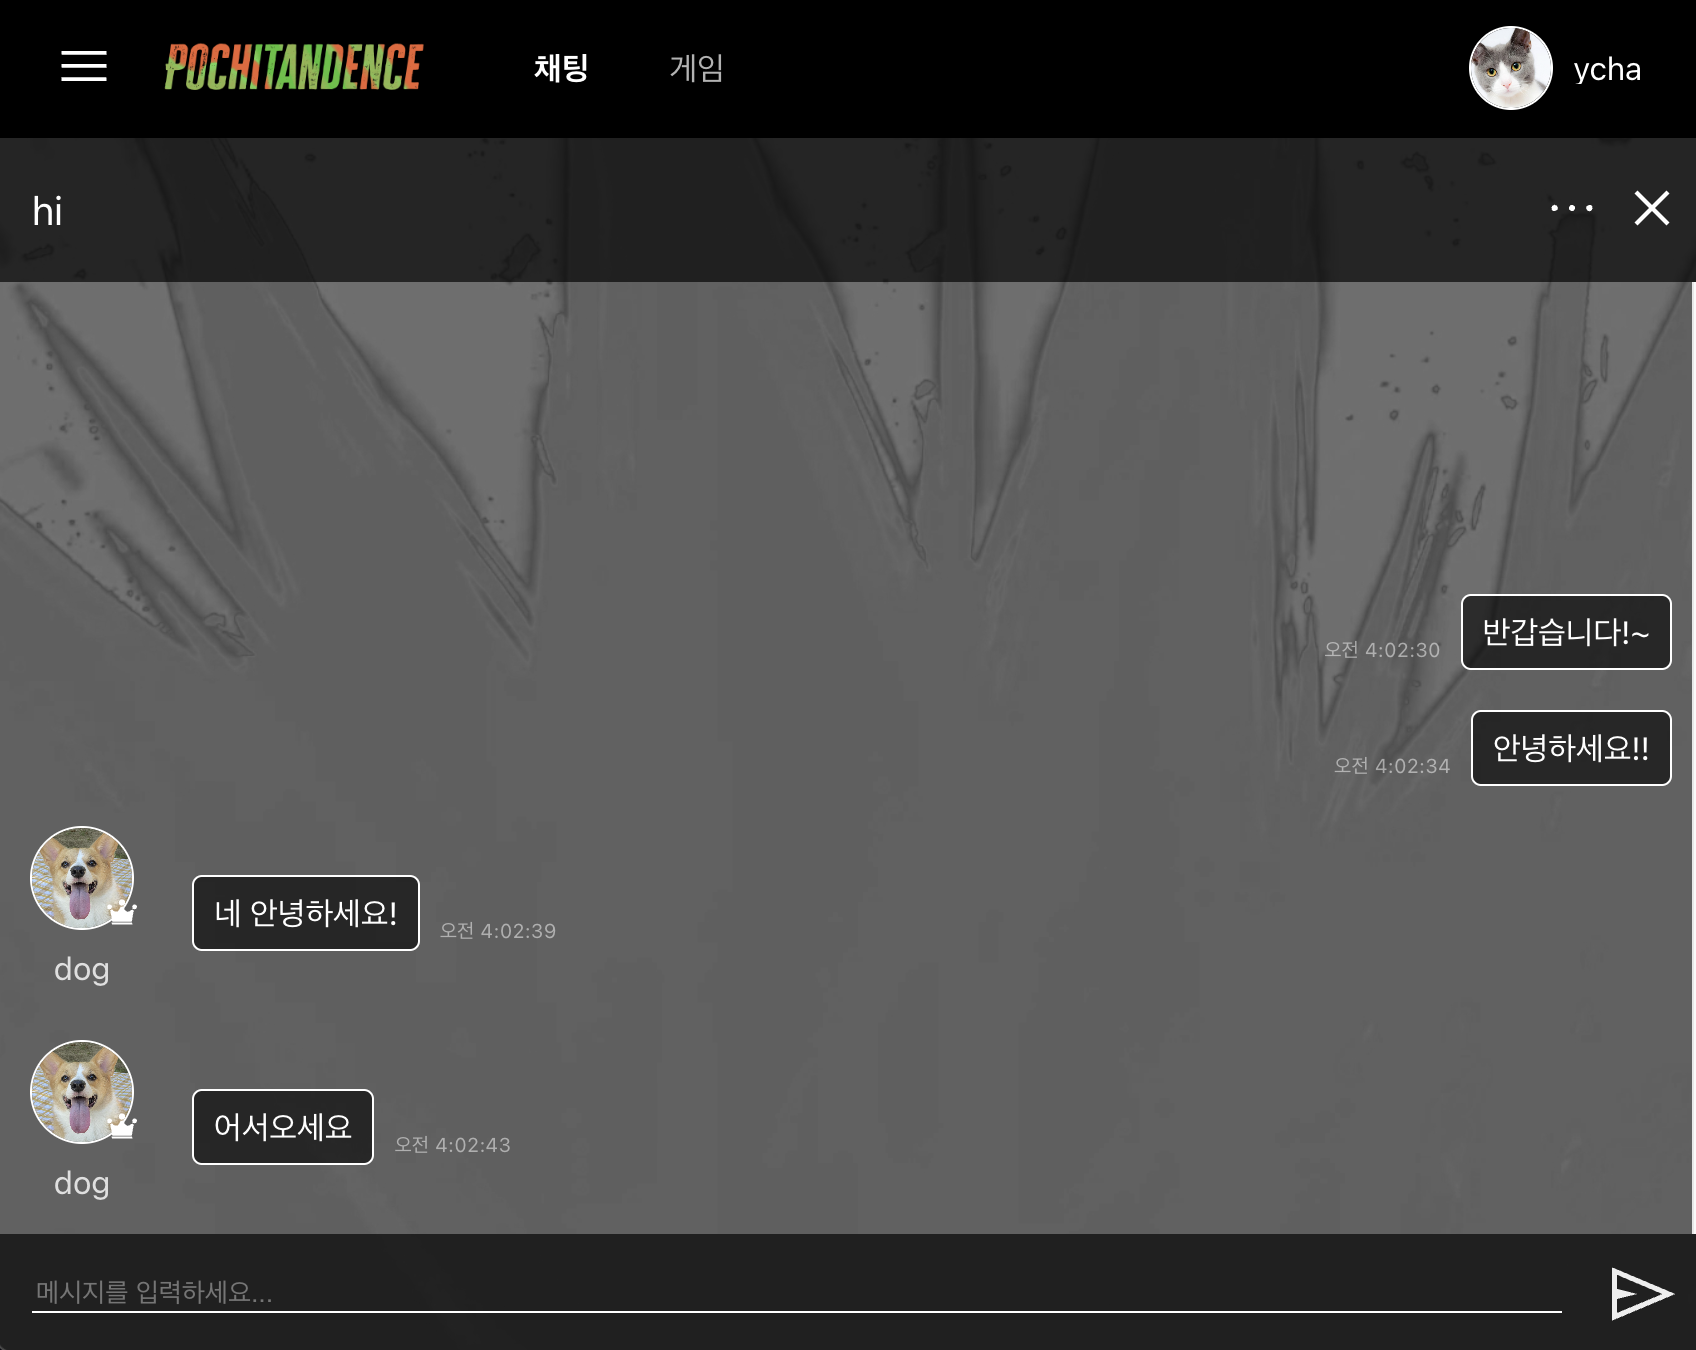 POCHITANDENCE
채팅
게임
ycha
hi
오전 4:02:30
반갑습니다!~
오전 4:02:34
안녕하세요!!
네 안녕하세요!
오전 4:02:39
dog
어서오세요
오전 4:02:43
dog
메시지를 입력하세요...